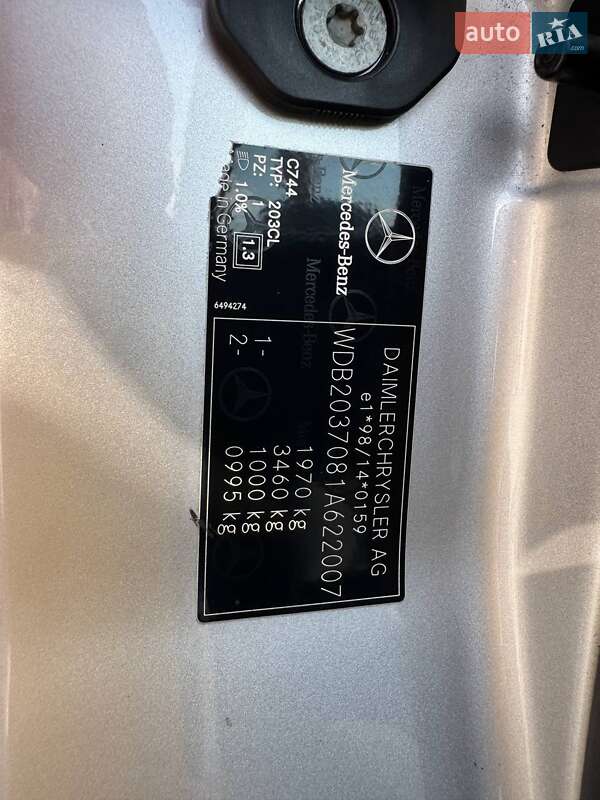 auto RIA.com
Mercedes-Benz
C744
TYP: 203CL
PZ: 1
1.0% 1.3
Made in Germany
6494274
DAIMLERCHRYSLER AG
e1*98/14*0159
WDB2037081A622007
1970 kg
3460 kg
1- 1000 kg
2- 0995 kg